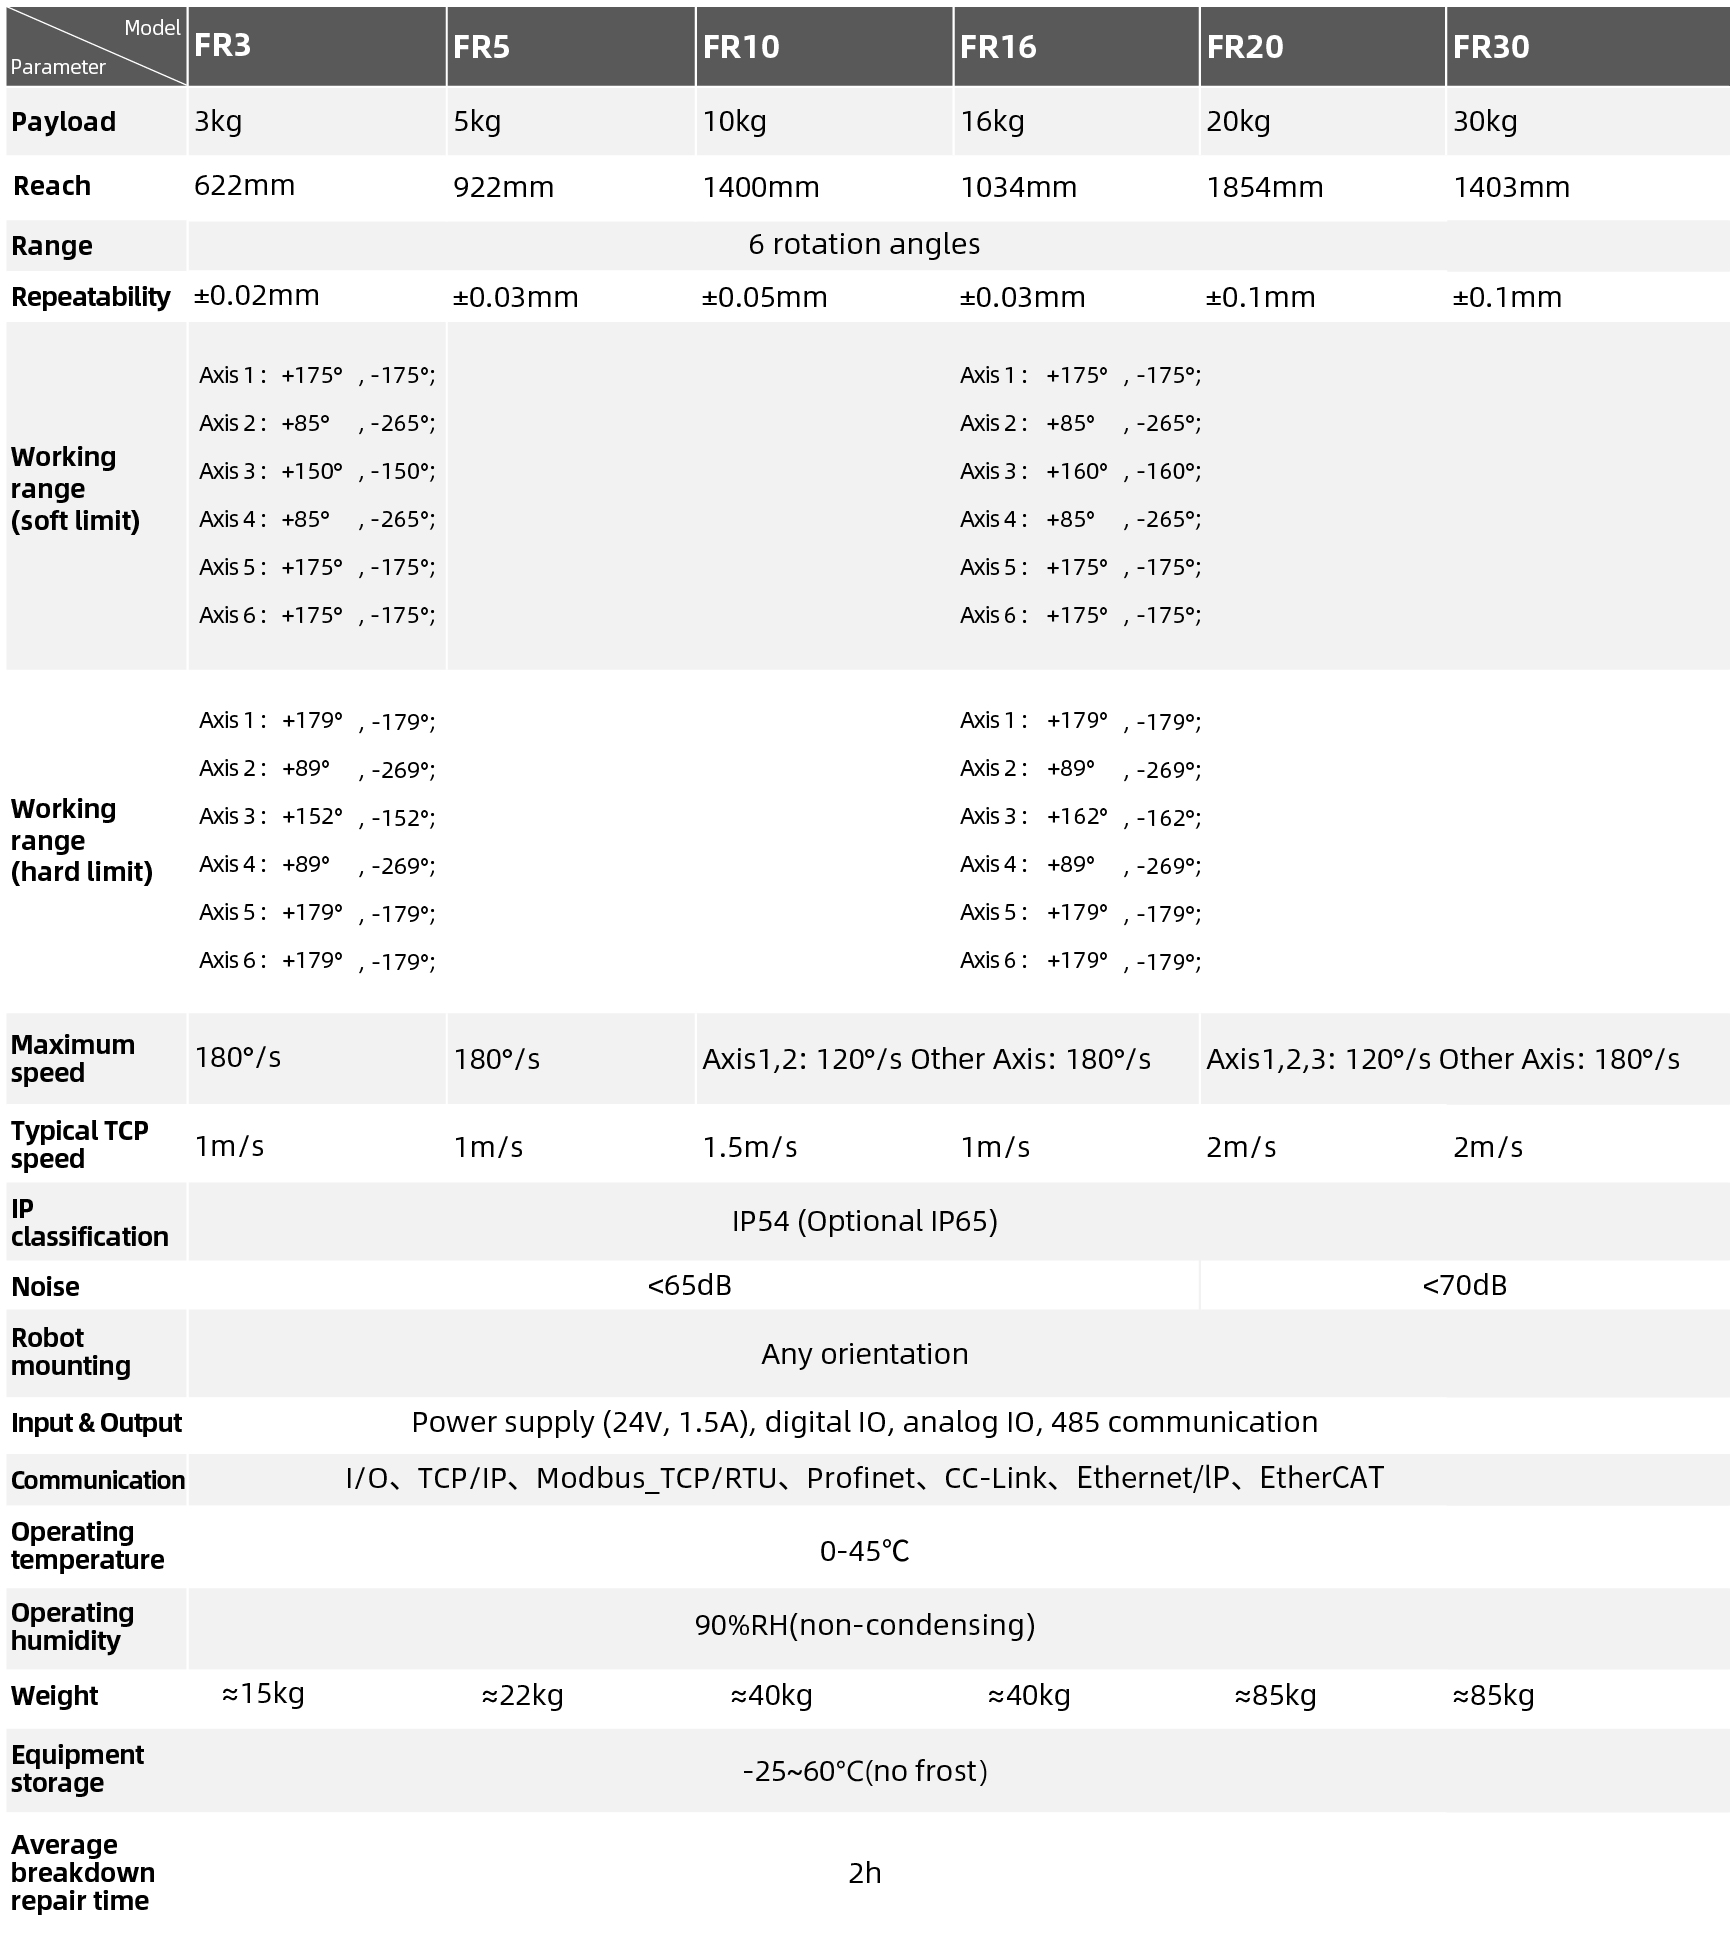 Model
Parameter
FR3 FR5 FR10 FR16 FR20 FR30
Payload 3kg 5kg 10kg 16kg 20kg 30kg
Reach 622mm 922mm 1400mm 1034mm 1854mm 1403mm
Range 6 rotation angles
Repeatability ±0.02mm ±0.03mm ±0.05mm ±0.03mm ±0.1mm ±0.1mm
Working
range
(soft limit)
Axis 1 : +175° , -175°;
Axis 2 : +85° , -265°;
Axis 3 : +150° , -150°;
Axis 4 : +85° , -265°;
Axis 5 : +175° , -175°;
Axis 6 : +175° , -175°;
Axis 1 : +175° , -175°;
Axis 2 : +85° , -265°;
Axis 3 : +160° , -160°;
Axis 4 : +85° , -265°;
Axis 5 : +175° , -175°;
Axis 6 : +175° , -175°;
Working
range
(hard limit)
Axis 1 : +179° , -179°;
Axis 2 : +89° , -269°;
Axis 3 : +152° , -152°;
Axis 4 : +89° , -269°;
Axis 5 : +179° , -179°;
Axis 6 : +179° , -179°;
Axis 1 : +179° , -179°;
Axis 2 : +89° , -269°;
Axis 3 : +162° , -162°;
Axis 4 : +89° , -269°;
Axis 5 : +179° , -179°;
Axis 6 : +179° , -179°;
Maximum
speed
180°/s 180°/s Axis1,2: 120°/s Other Axis: 180°/s Axis1,2,3: 120°/s Other Axis: 180°/s
Typical TCP
speed
1m/s 1m/s 1.5m/s 1m/s 2m/s 2m/s
IP
classification
IP54 (Optional IP65)
Noise <65dB <70dB
Robot
mounting
Any orientation
Input & Output Power supply (24V, 1.5A), digital IO, analog IO, 485 communication
Communication I/O、TCP/IP、Modbus_TCP/RTU、Profinet、CC-Link、Ethernet/lP、EtherCAT
Operating
temperature
0-45℃
Operating
humidity
90%RH(non-condensing)
Weight ≈15kg ≈22kg ≈40kg ≈40kg ≈85kg ≈85kg
Equipment
storage
-25~60°C(no frost)
Average
breakdown
repair time
2h